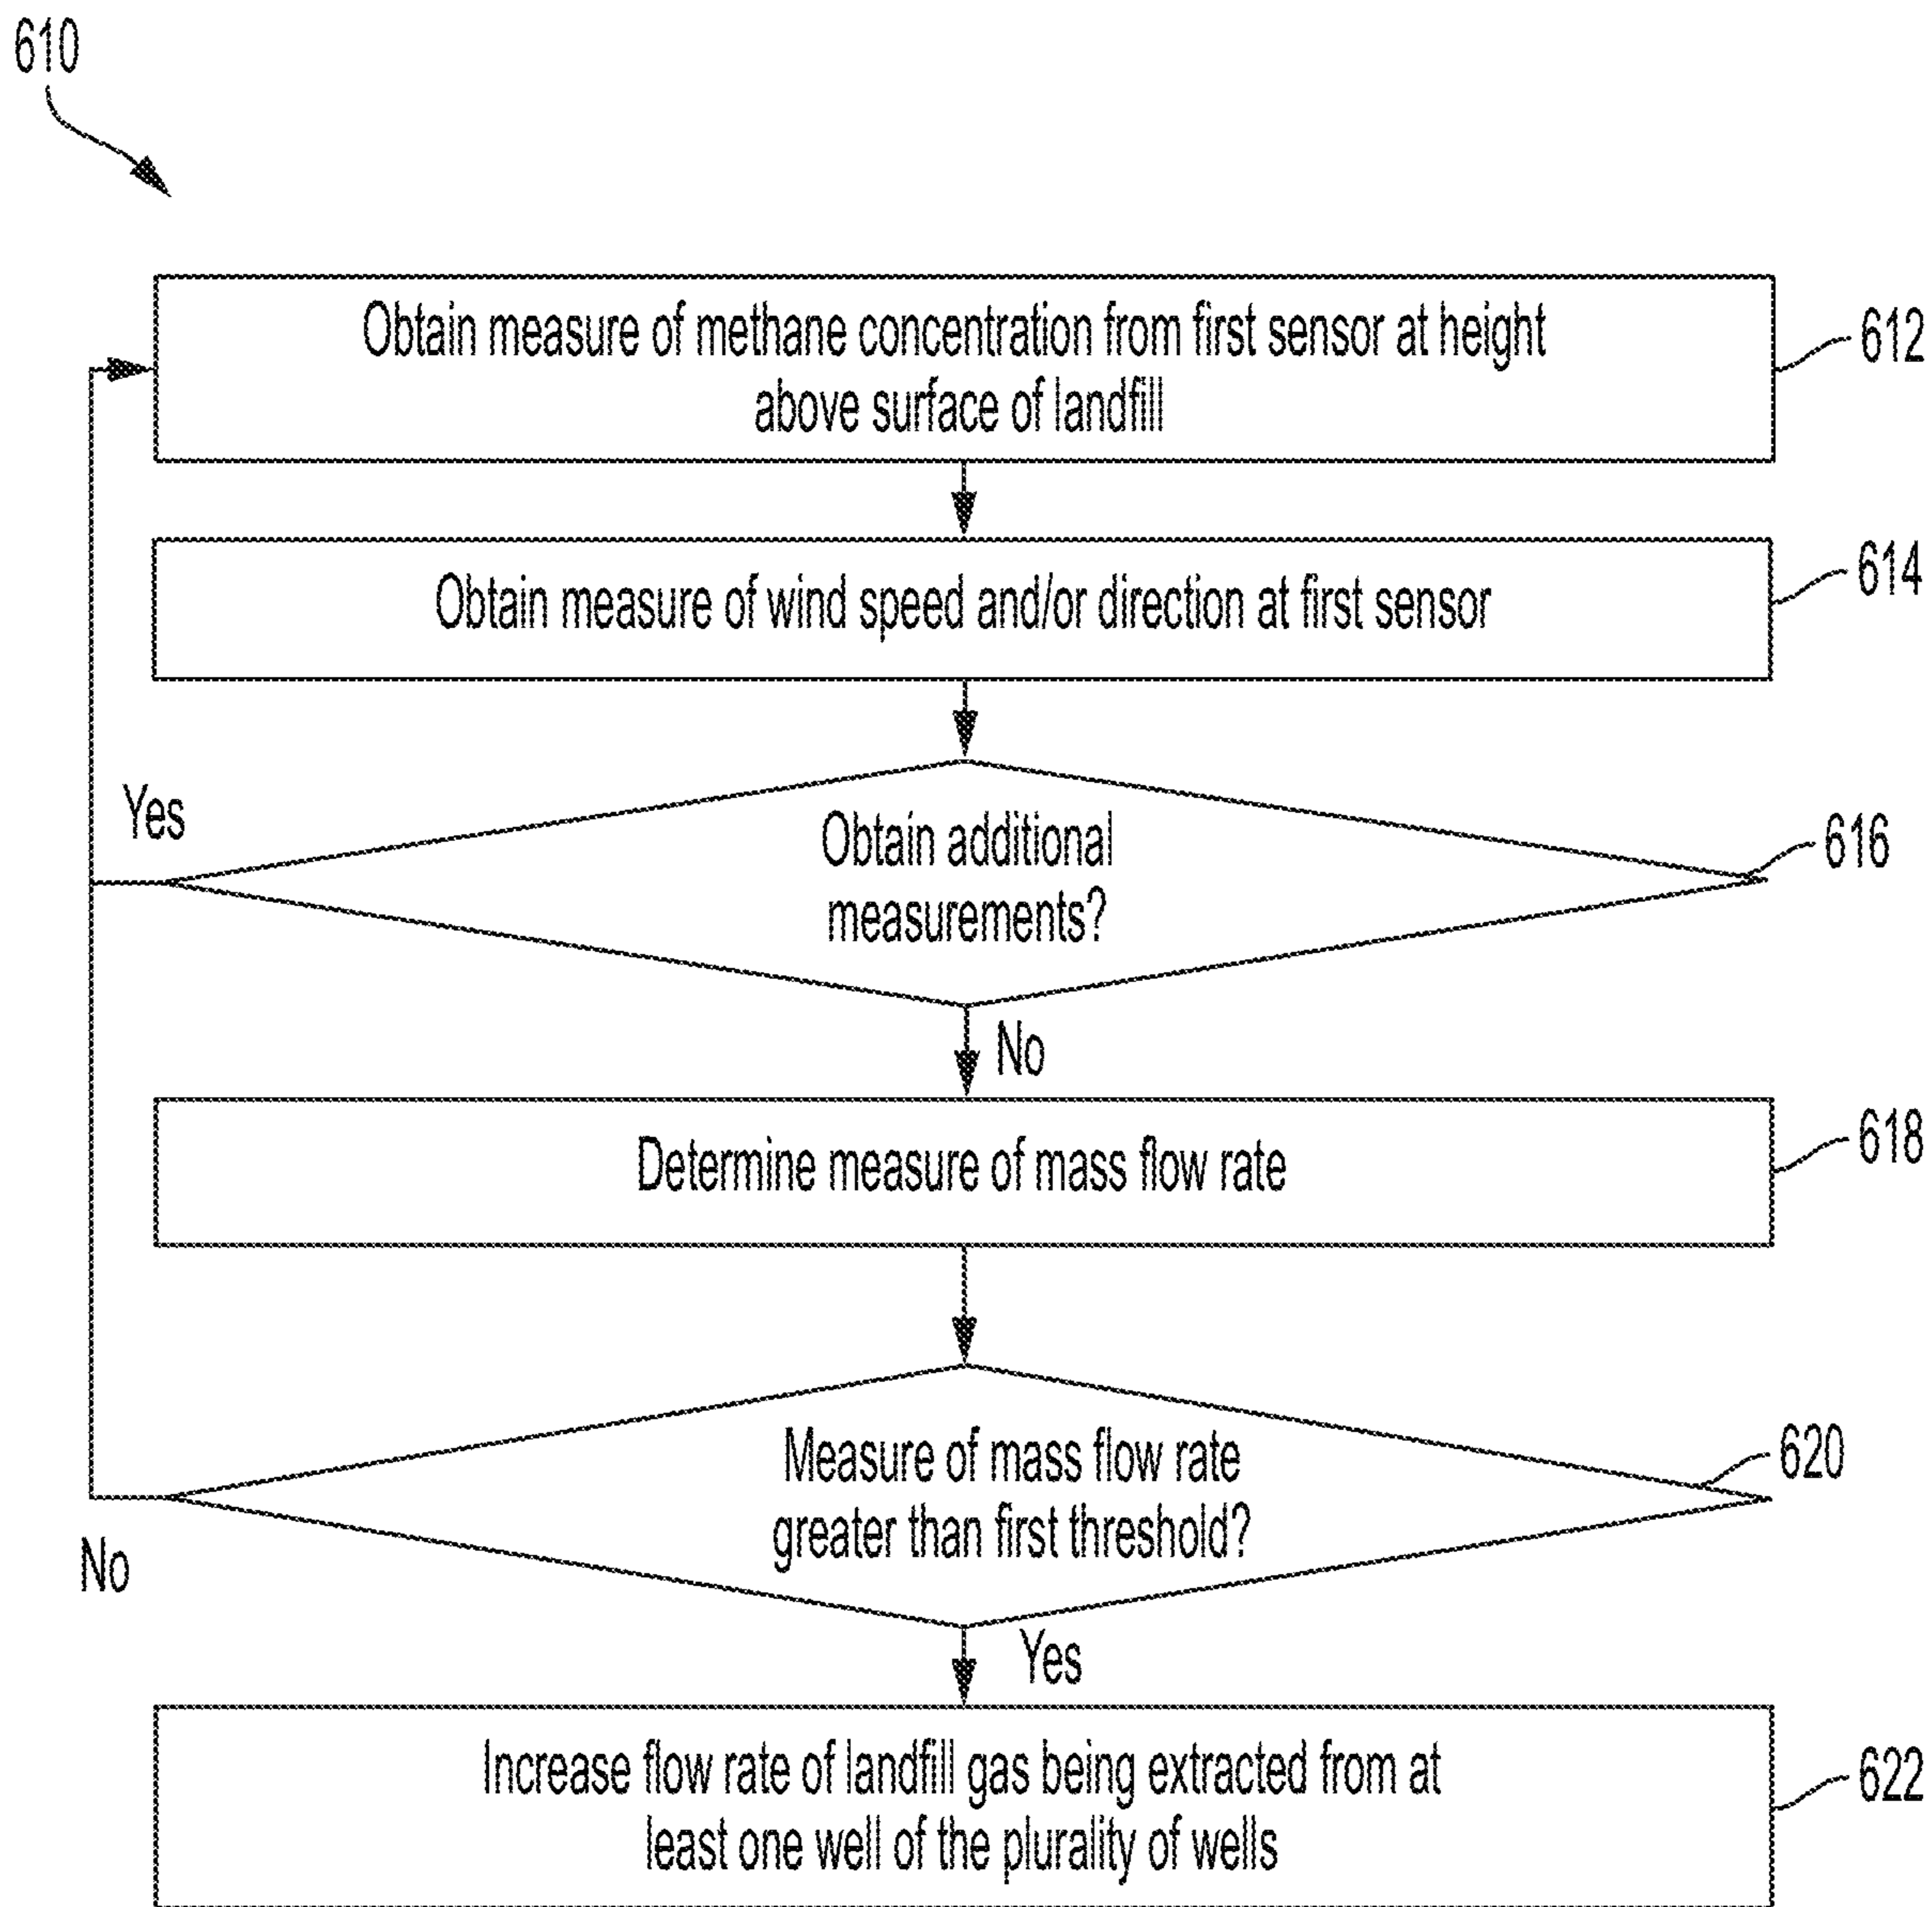 610
Obtain measure of methane concentration from first sensor at height
above surface of landfill
612
Obtain measure of wind speed and/or direction at first sensor
614
Yes
Obtain additional
measurements?
616
No
Determine measure of mass flow rate
618
Measure of mass flow rate
greater than first threshold?
620
No
Yes
Increase flow rate of landfill gas being extracted from at
least one well of the plurality of wells
622